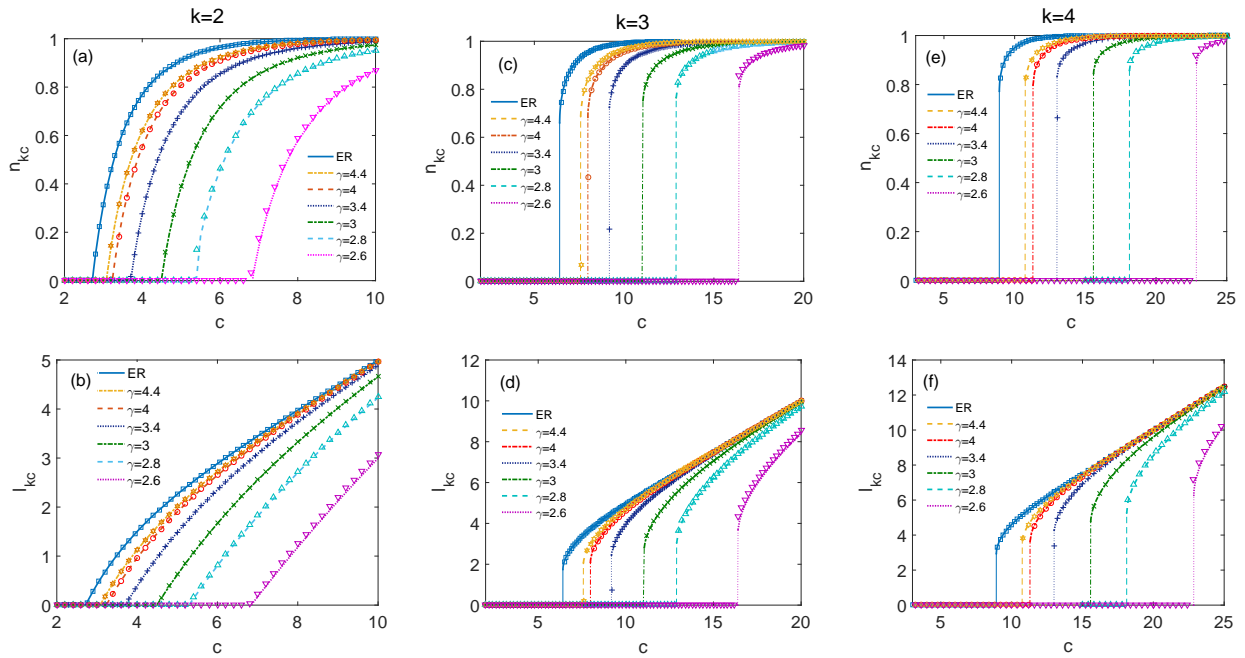 k=2
k=3
k=4
(a)
n_kc
1
0.8
0.6
0.4
0.2
0
2 4 6 8 10
c
ER
γ=4.4
γ=4
γ=3.4
γ=3
γ=2.8
γ=2.6
(c)
n_kc
1
0.8
0.6
0.4
0.2
0
5 10 15 20
c
ER
γ=4.4
γ=4
γ=3.4
γ=3
γ=2.8
γ=2.6
(e)
n_kc
1
0.8
0.6
0.4
0.2
0
5 10 15 20 25
c
ER
γ=4.4
γ=4
γ=3.4
γ=3
γ=2.8
γ=2.6
(b)
l_kc
5
4
3
2
1
0
2 4 6 8 10
c
ER
γ=4.4
γ=4
γ=3.4
γ=3
γ=2.8
γ=2.6
(d)
l_kc
12
10
8
6
4
2
0
5 10 15 20
c
ER
γ=4.4
γ=4
γ=3.4
γ=3
γ=2.8
γ=2.6
(f)
l_kc
14
12
10
8
6
4
2
0
5 10 15 20 25
c
ER
γ=4.4
γ=4
γ=3.4
γ=3
γ=2.8
γ=2.6